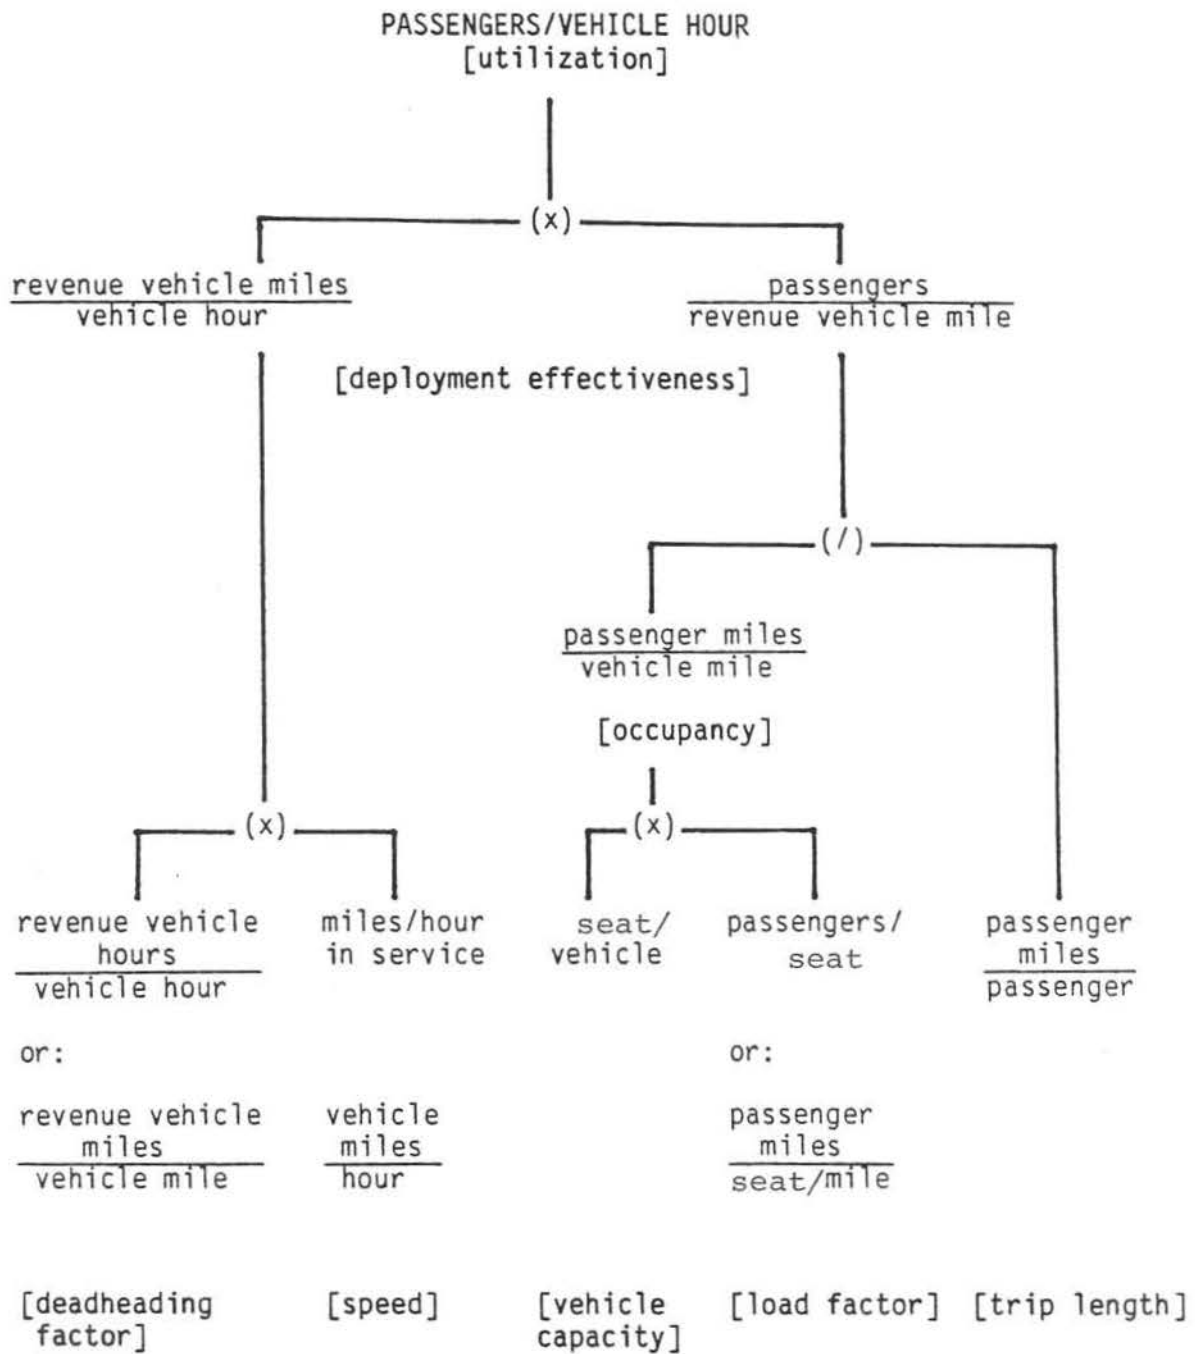 PASSENGERS/VEHICLE HOUR
[utilization]
(x)
revenue vehicle miles
vehicle hour
passengers
revenue vehicle mile
[deployment effectiveness]
(/)
passenger miles
vehicle mile
[occupancy]
(x)
(x)
revenue vehicle
hours
vehicle hour
miles/hour
in service
seat/
vehicle
passengers/
seat
passenger
miles
passenger
or:
or:
revenue vehicle
miles
vehicle mile
vehicle
miles
hour
passenger
miles
seat/mile
[deadheading
factor]
[speed]
[vehicle
capacity]
[load factor]
[trip length]